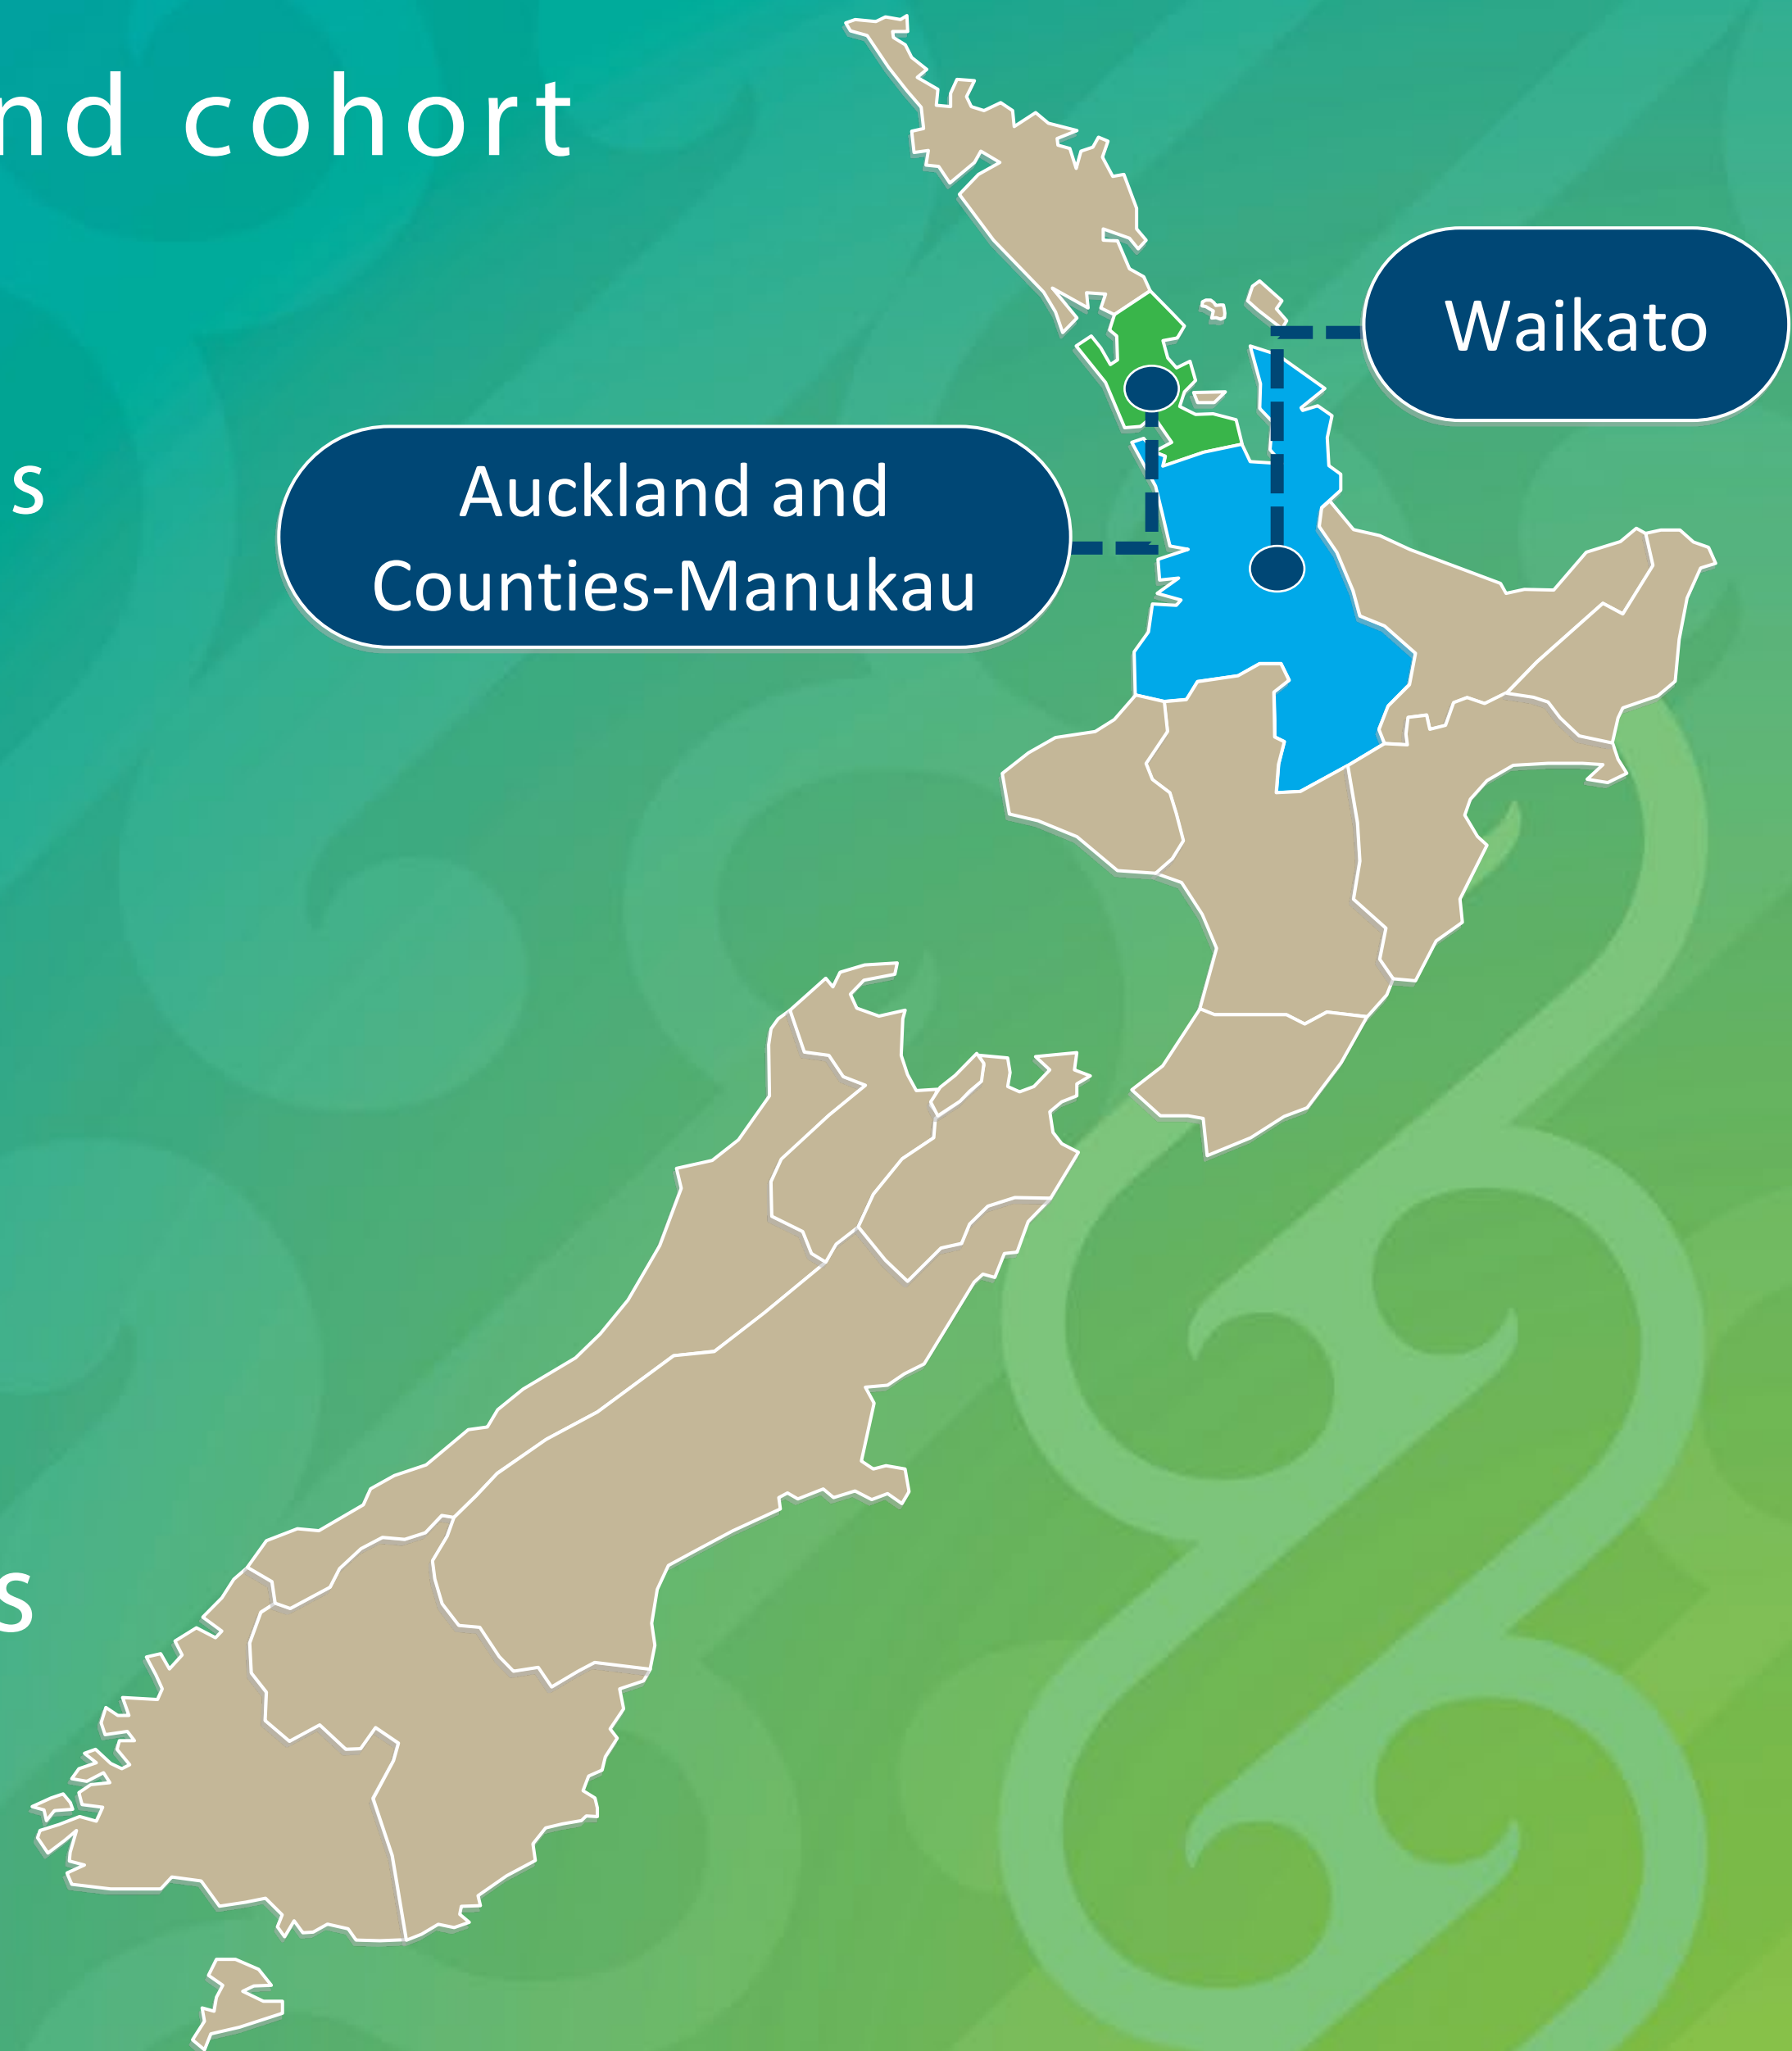 nd cohort
Waikato
s
Auckland and
Counties-Manukau
s